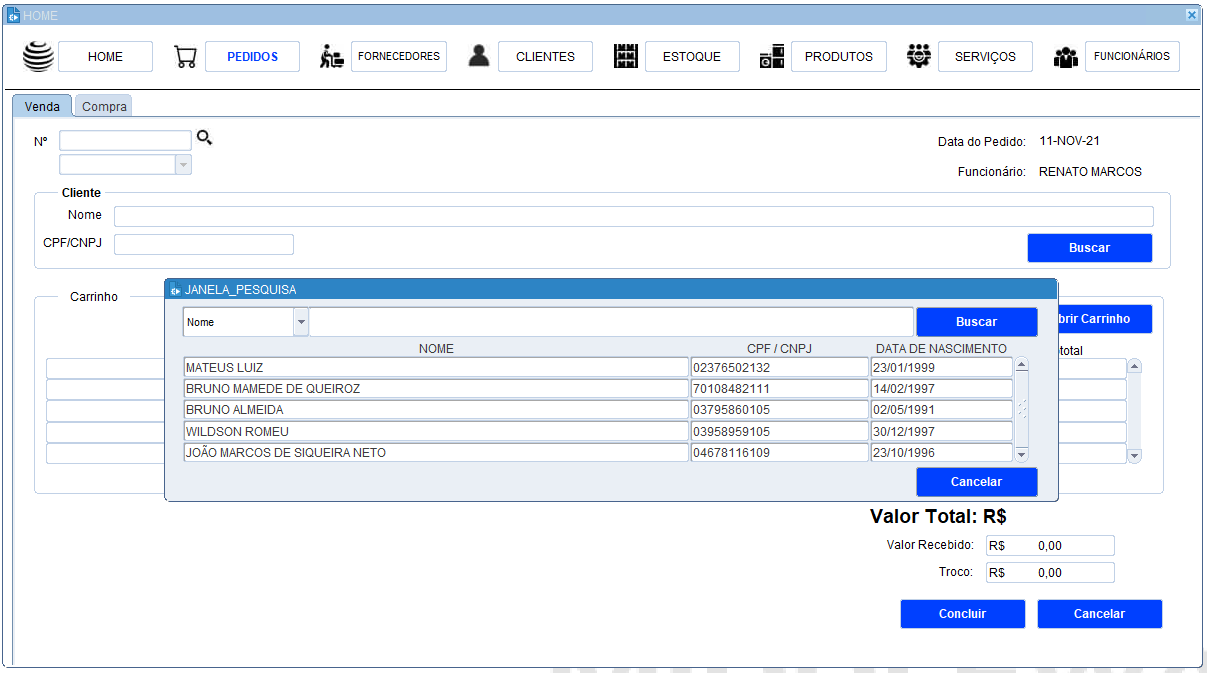 HOME
HOME PEDIDOS FORNECEDORES CLIENTES ESTOQUE PRODUTOS SERVIÇOS FUNCIONÁRIOS
Venda Compra
Nº
Data do Pedido: 11-NOV-21
Funcionário: RENATO MARCOS
Cliente
Nome
CPF/CNPJ
Buscar
Carrinho
brir Carrinho
total
JANELA_PESQUISA
Nome Buscar
NOME CPF / CNPJ DATA DE NASCIMENTO
MATEUS LUIZ 02376502132 23/01/1999
BRUNO MAMEDE DE QUEIROZ 70108482111 14/02/1997
BRUNO ALMEIDA 03795860105 02/05/1991
WILDSON ROMEU 03958959105 30/12/1997
JOÃO MARCOS DE SIQUEIRA NETO 04678116109 23/10/1996
Cancelar
Valor Total: R$
Valor Recebido: R$ 0,00
Troco: R$ 0,00
Concluir Cancelar